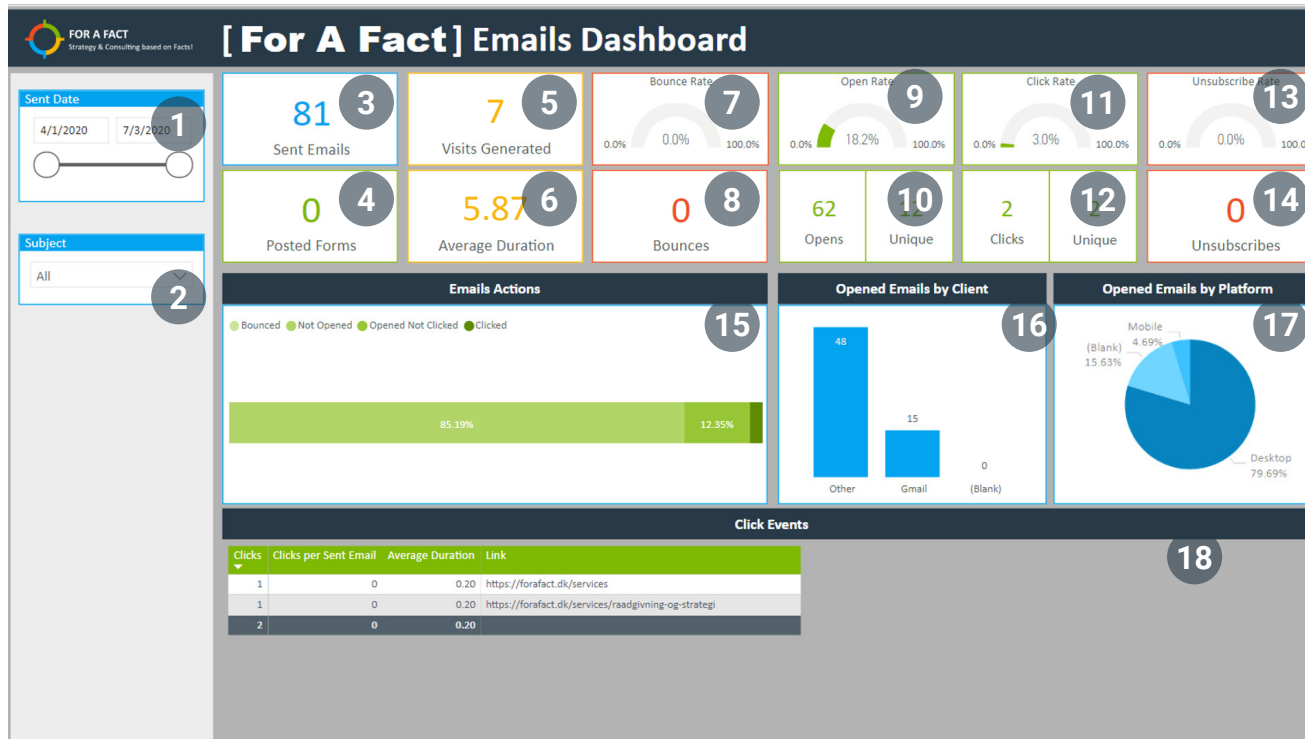 FOR A FACT
Strategy & Consulting based on Facts!
[ For A Fact ] Emails Dashboard
Sent Date
4/1/2020 7/3/2020
1
Subject
All
2
81
Sent Emails
3
7
Visits Generated
5
Bounce Rate
0.0% 0.0% 100.0%
7
Open Rate
0.0% 18.2% 100.0%
9
Click Rate
0.0% 3.0% 100.0%
11
Unsubscribe Rate
0.0% 0.0% 100.0
13
0
Posted Forms
4
5.87
Average Duration
6
0
Bounces
8
62
Opens
Unique
10
2
Clicks
Unique
12
0
Unsubscribes
14
Emails Actions
Bounced Not Opened Opened Not Clicked Clicked
15
85.19% 12.35%
Opened Emails by Client
16
48
15
0
Other Gmail (Blank)
Opened Emails by Platform
17
Mobile
4.69%
(Blank)
15.63%
Desktop
79.69%
Click Events
18
Clicks Clicks per Sent Email Average Duration Link
1 0 0.20 https://forafact.dk/services
1 0 0.20 https://forafact.dk/services/raadgivning-og-strategi
2 0 0.20